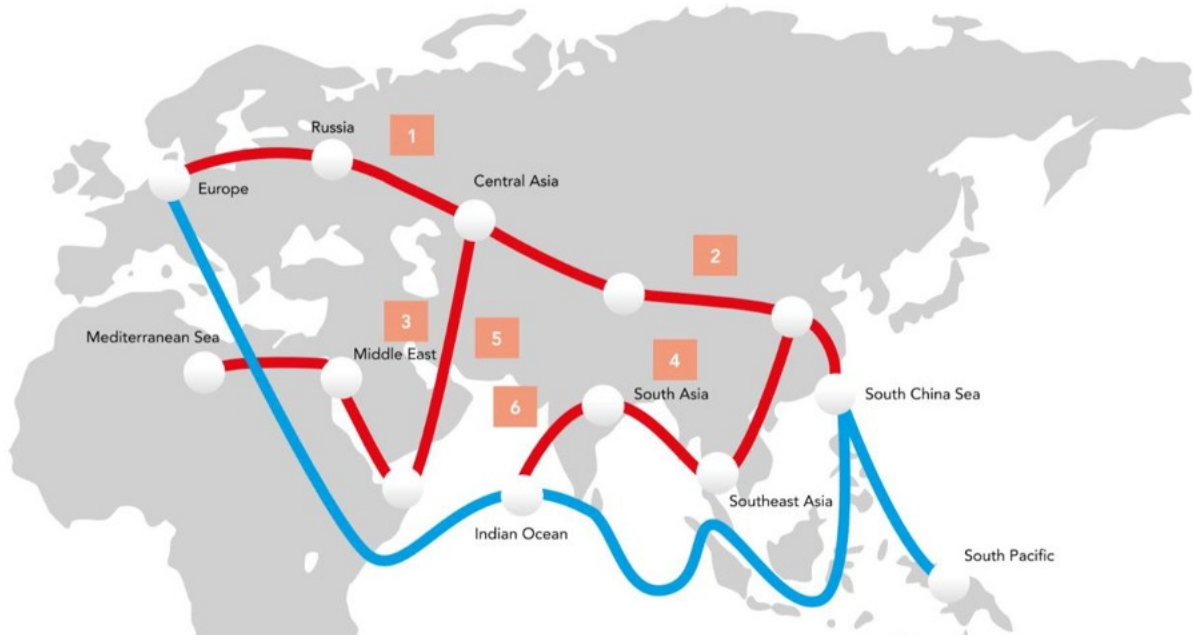 Russia
1
Central Asia
Europe
2
3
5
Mediterranean Sea
Middle East
4
6
South Asia
South China Sea
Southeast Asia
Indian Ocean
South Pacific